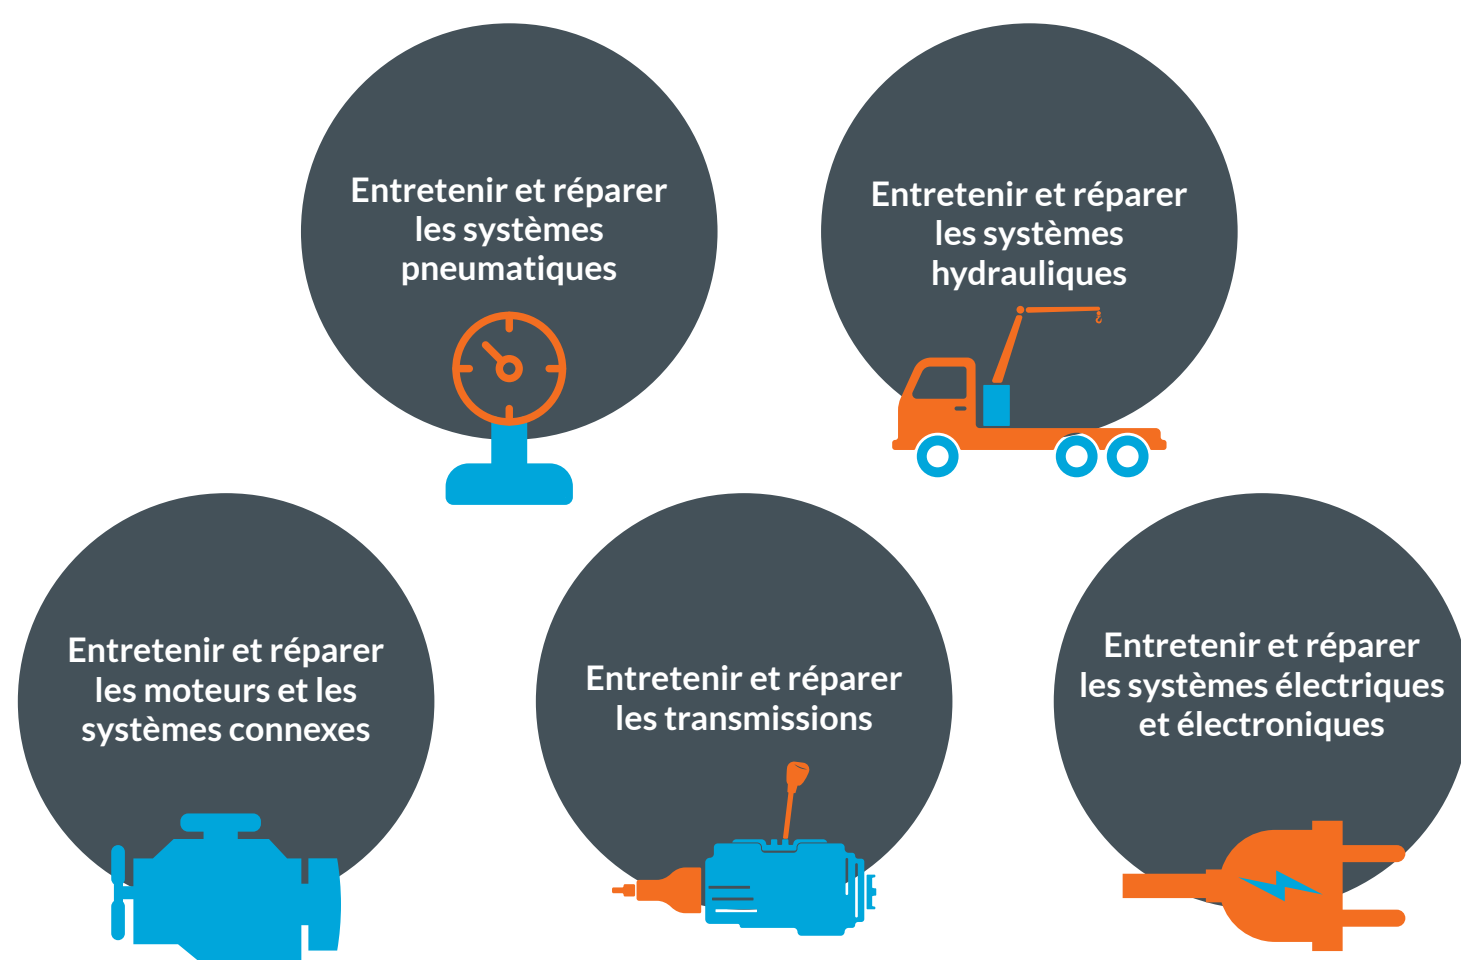 Entretenir et réparer
les systèmes
pneumatiques
Entretenir et réparer
les systèmes
hydrauliques
Entretenir et réparer
les moteurs et les
systèmes connexes
Entretenir et réparer
les transmissions
Entretenir et réparer
les systèmes électriques
et électroniques